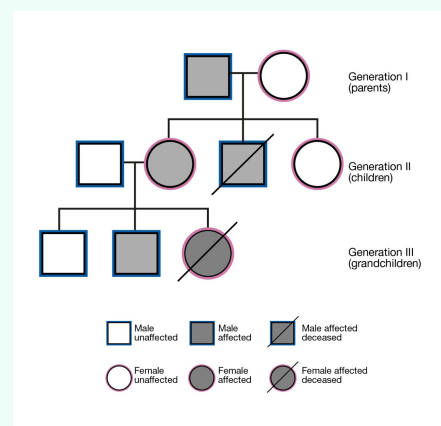 Generation I
(parents)
Generation II
(children)
Generation III
(grandchildren)
Male
unaffected
Male
affected
Male affected
deceased
Female
unaffected
Female
affected
Female affected
deceased